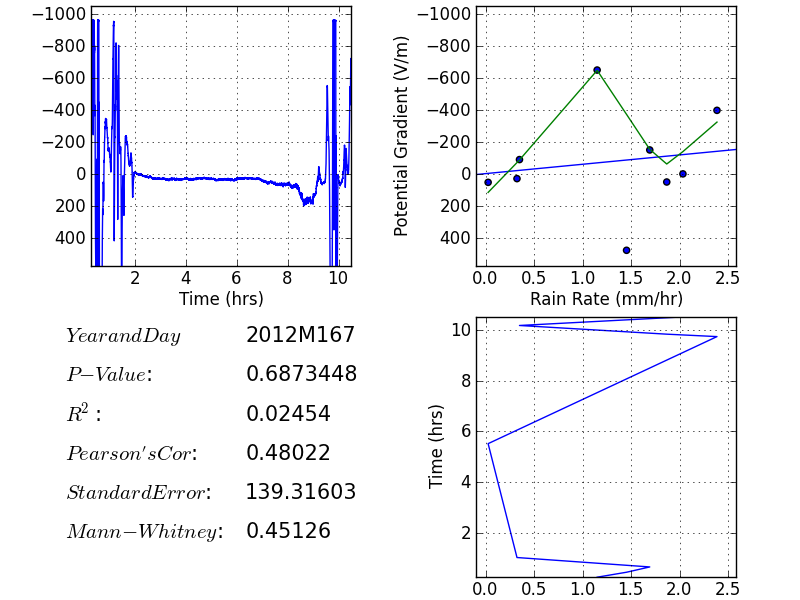 −1000
−800
−600
−400
−200
0
200
400
2 4 6 8 10
Time (hrs)
Potential Gradient (V/m)
−1000
−800
−600
−400
−200
0
200
400
0.0 0.5 1.0 1.5 2.0 2.5
Rain Rate (mm/hr)
YearandDay 2012M167
P−Value: 0.6873448
R² : 0.02454
Pearson'sCor: 0.48022
StandardError: 139.31603
Mann−Whitney: 0.45126
Time (hrs)
10
8
6
4
2
0.0 0.5 1.0 1.5 2.0 2.5